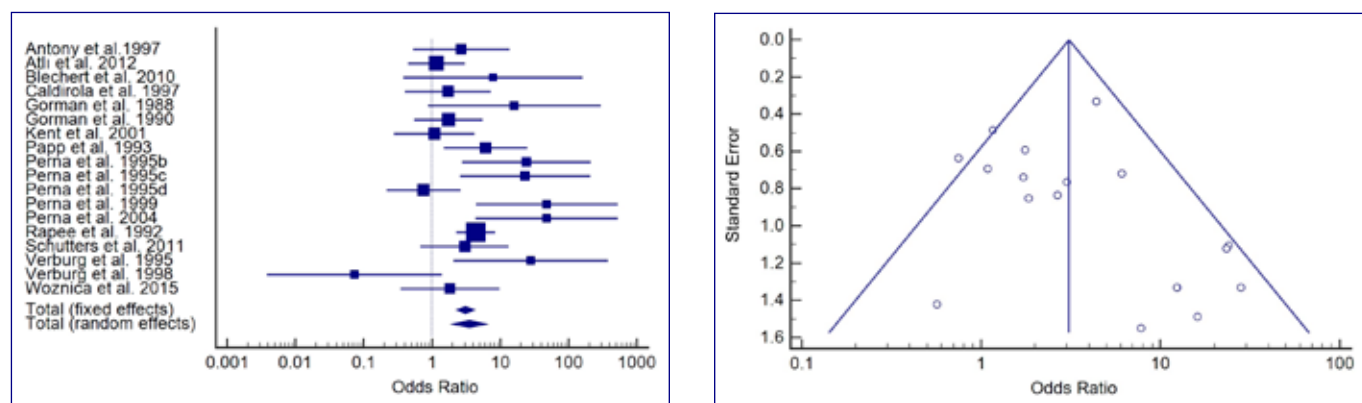 Antony et al.1997
Atlı et al. 2012
Blechert et al. 2010
Caldirola et al. 1997
Gorman et al. 1988
Gorman et al. 1990
Kent et al. 2001
Papp et al. 1993
Perna et al. 1995b
Perna et al. 1995c
Perna et al. 1995d
Perna et al. 1999
Perna et al. 2004
Rapee et al. 1992
Schutters et al. 2011
Verburg et al. 1995
Verburg et al. 1998
Woznica et al. 2015
Total (fixed effects)
Total (random effects)
0.001 0.01 0.1 1 10 100 1000
Odds Ratio
Standard Error
0.0
0.2
0.4
0.6
0.8
1.0
1.2
1.4
1.6
0.1 1 10 100
Odds Ratio